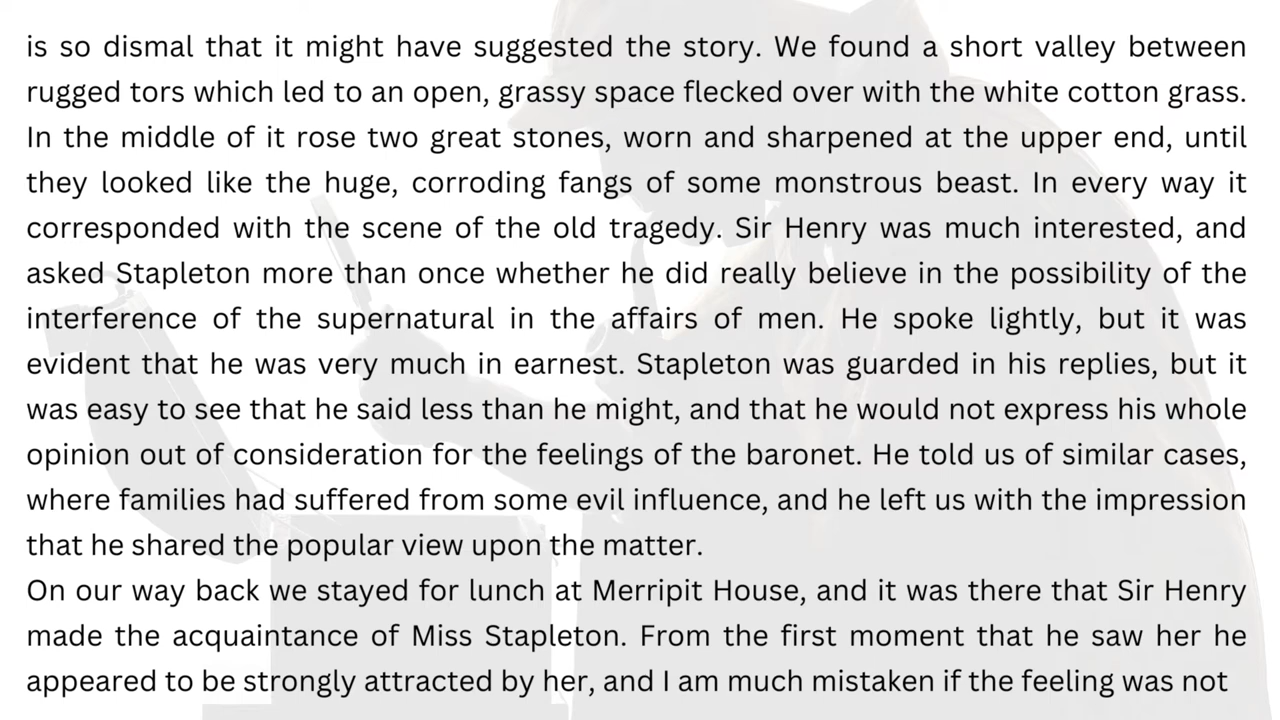 is so dismal that it might have suggested the story. We found a short valley between
rugged tors which led to an open, grassy space flecked over with the white cotton grass.
In the middle of it rose two great stones, worn and sharpened at the upper end, until
they looked like the huge, corroding fangs of some monstrous beast. In every way it
corresponded with the scene of the old tragedy. Sir Henry was much interested, and
asked Stapleton more than once whether he did really believe in the possibility of the
interference of the supernatural in the affairs of men. He spoke lightly, but it was
evident that he was very much in earnest. Stapleton was guarded in his replies, but it
was easy to see that he said less than he might, and that he would not express his whole
opinion out of consideration for the feelings of the baronet. He told us of similar cases,
where families had suffered from some evil influence, and he left us with the impression
that he shared the popular view upon the matter.
On our way back we stayed for lunch at Merripit House, and it was there that Sir Henry
made the acquaintance of Miss Stapleton. From the first moment that he saw her he
appeared to be strongly attracted by her, and I am much mistaken if the feeling was not